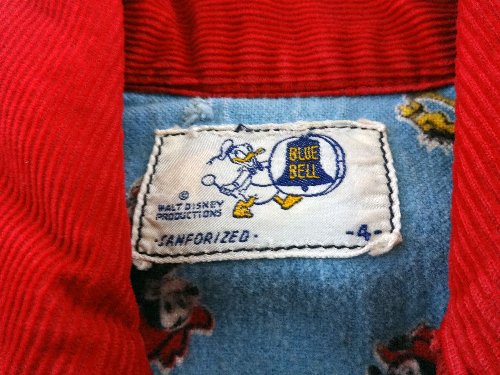 BLUE
BELL
©
WALT DISNEY
PRODUCTIONS
·SANFORIZED·
-4-